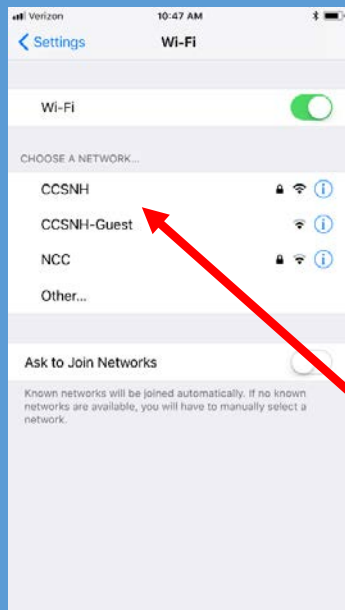 Verizon 10:47 AM
Settings Wi-Fi
Wi-Fi
CHOOSE A NETWORK...
CCSNH
CCSNH-Guest
NCC
Other...
Ask to Join Networks
Known networks will be joined automatically. If no known
networks are available, you will have to manually select a
network.